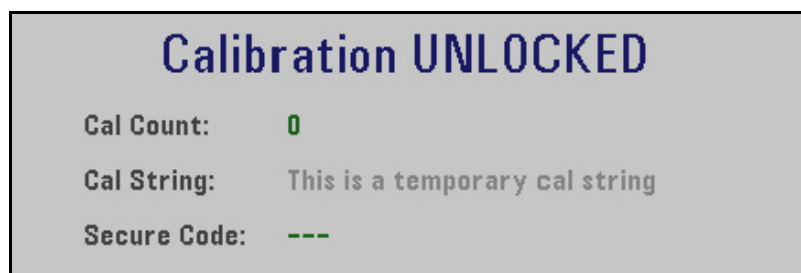 Calibration UNLOCKED
Cal Count: 0
Cal String: This is a temporary cal string
Secure Code: ---